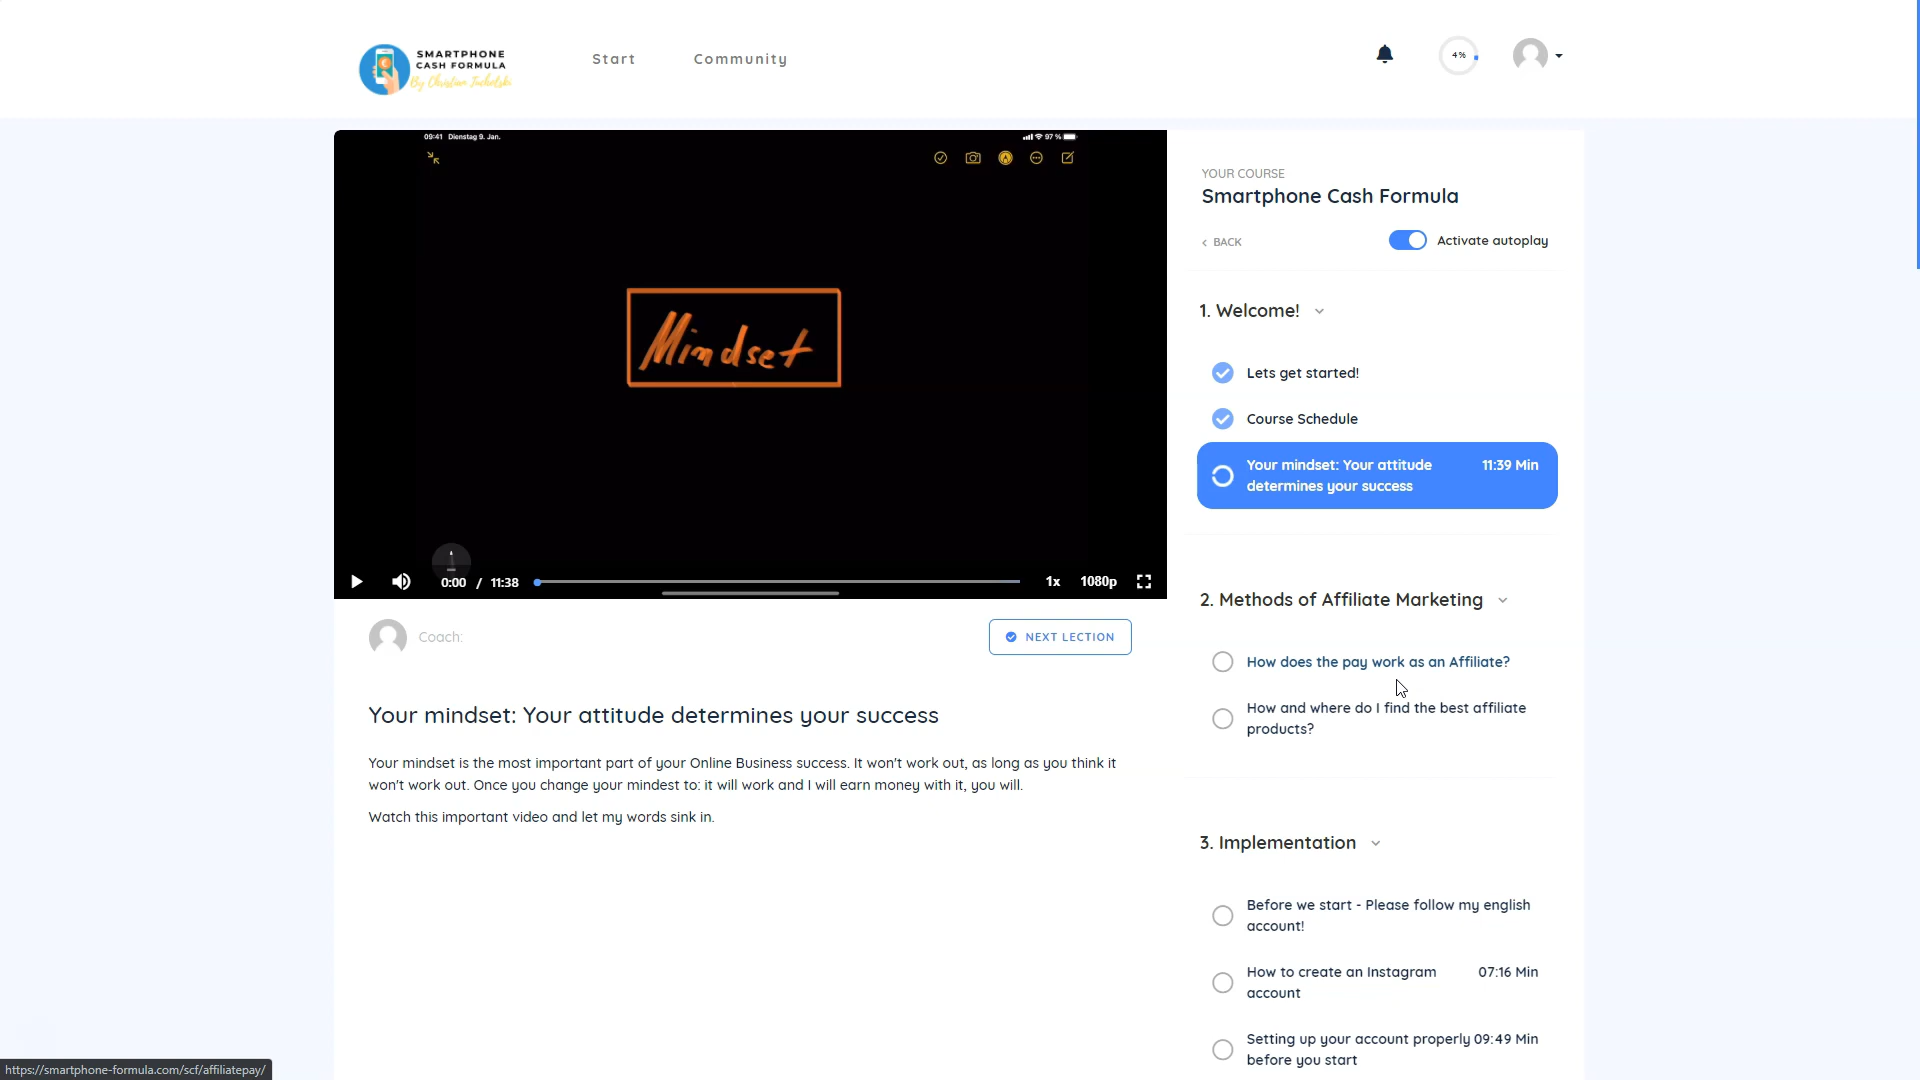 SMARTPHONE
CASH FORMULA
Start
Community
4%
09:41 Dienstag 9. Jan.
97 %
Mindset
0:00 / 11:38
1x
1080p
Coach:
NEXT LECTION
Your mindset: Your attitude determines your success
Your mindset is the most important part of your Online Business success. It won't work out, as long as you think it
won't work out. Once you change your mindest to: it will work and I will earn money with it, you will.
Watch this important video and let my words sink in.
YOUR COURSE
Smartphone Cash Formula
BACK
Activate autoplay
1. Welcome!
Lets get started!
Course Schedule
Your mindset: Your attitude 11:39 Min
determines your success
2. Methods of Affiliate Marketing
How does the pay work as an Affiliate?
How and where do I find the best affiliate
products?
3. Implementation
Before we start - Please follow my english
account!
How to create an Instagram 07:16 Min
account
Setting up your account properly 09:49 Min
before you start
https://smartphone-formula.com/scf/affiliatepay/